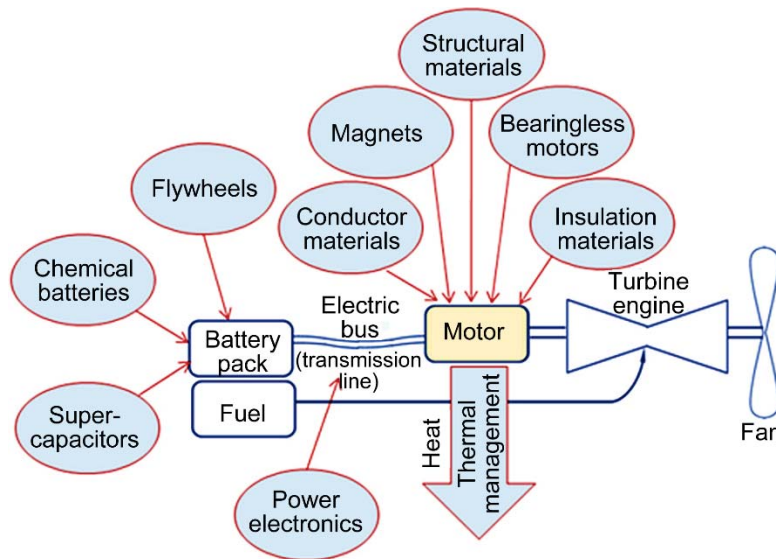 Structural
materials
Magnets
Bearingless
motors
Flywheels
Conductor
materials
Insulation
materials
Chemical
batteries
Electric
bus
(transmission
line)
Turbine
engine
Battery
pack
Motor
Super-
capacitors
Fuel
Heat
Thermal
management
Fan
Power
electronics